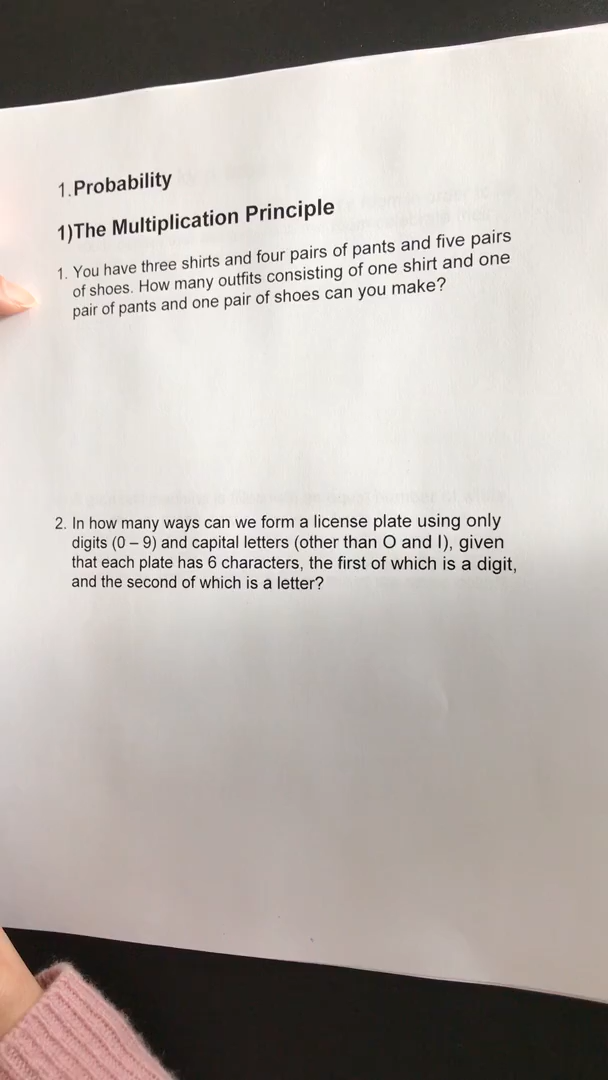 1.Probability
1)The Multiplication Principle
1. You have three shirts and four pairs of pants and five pairs
of shoes. How many outfits consisting of one shirt and one
pair of pants and one pair of shoes can you make?
2. In how many ways can we form a license plate using only
digits (0 – 9) and capital letters (other than O and I), given
that each plate has 6 characters, the first of which is a digit,
and the second of which is a letter?